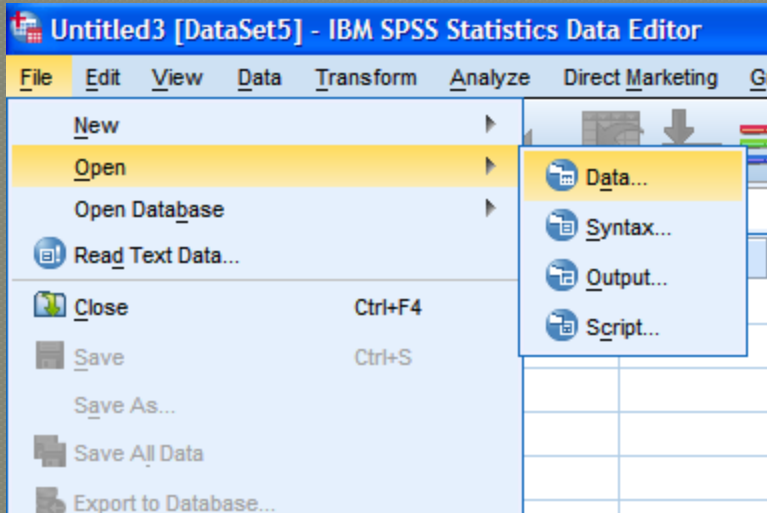 Untitled3 [DataSet5] - IBM SPSS Statistics Data Editor
File Edit View Data Transform Analyze Direct Marketing G
New
Open
Open Database
Read Text Data...
Close Ctrl+F4
Save Ctrl+S
Save As...
Save All Data
Export to Database...
Data...
Syntax...
Output...
Script...